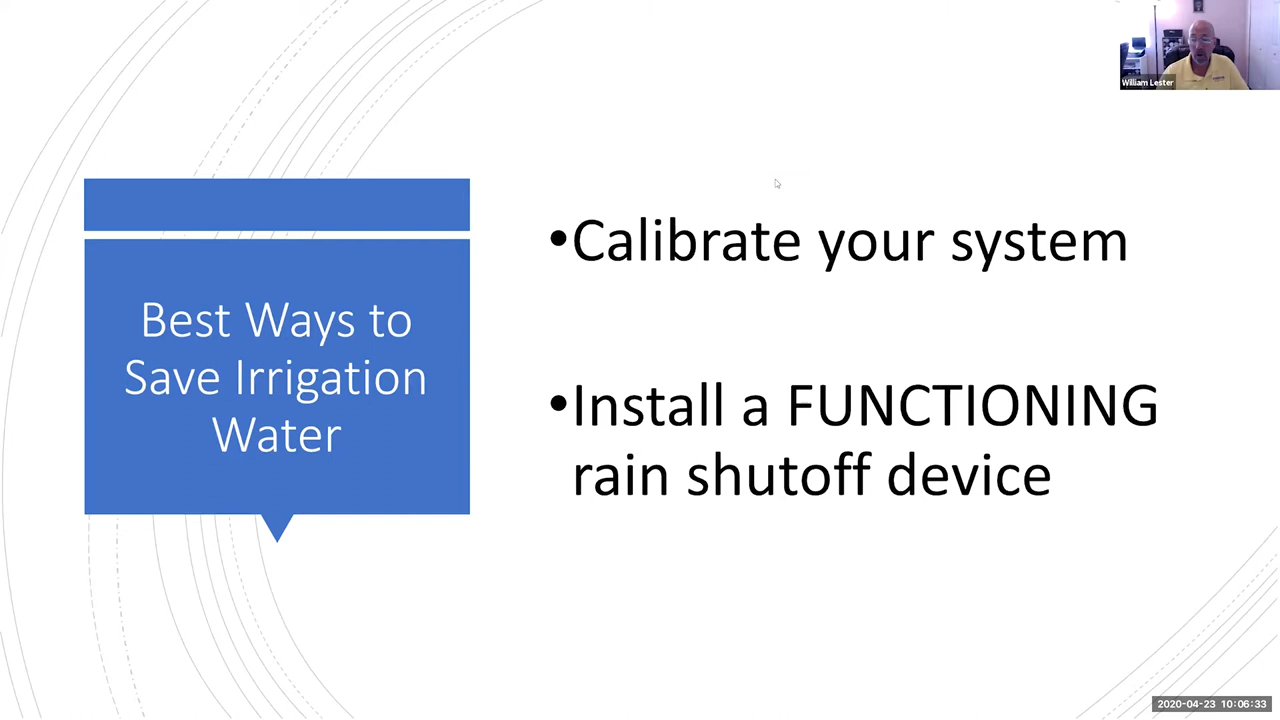 William Lester
Best Ways to
Save Irrigation
Water
•Calibrate your system
•Install a FUNCTIONING
rain shutoff device
2020-04-23 10:06:33